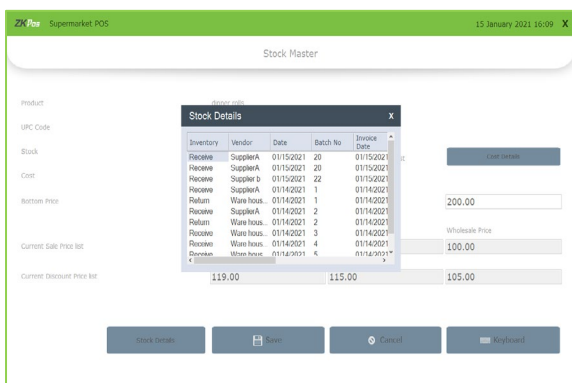 ZKPos Supermarket POS 15 January 2021 16:09 X
Stock Master
Product dinner rolls
UPC Code
Stock Details X
Inventory Vendor Date Batch No Invoice Date
Receive SupplierA 01/15/2021 20 01/15/2021
Receive SupplierA 01/15/2021 20 01/15/2021
Receive Supplier b 01/15/2021 22 01/15/2021
Receive SupplierA 01/14/2021 1 01/14/2021
Return Ware hous... 01/14/2021 1 01/14/2021
Receive SupplierA 01/14/2021 2 01/14/2021
Return Ware hous... 01/14/2021 2 01/14/2021
Receive Ware hous... 01/14/2021 3 01/14/2021
Receive Ware hous... 01/14/2021 4 01/14/2021
Receive Ware hous... 01/14/2021 5 01/14/2021
Stock
Cost Details
Cost
Bottom Price 200.00
Wholesale Price
Current Sale Price list 100.00
Current Discount Price list 119.00 115.00 105.00
Stock Details Save Cancel Keyboard